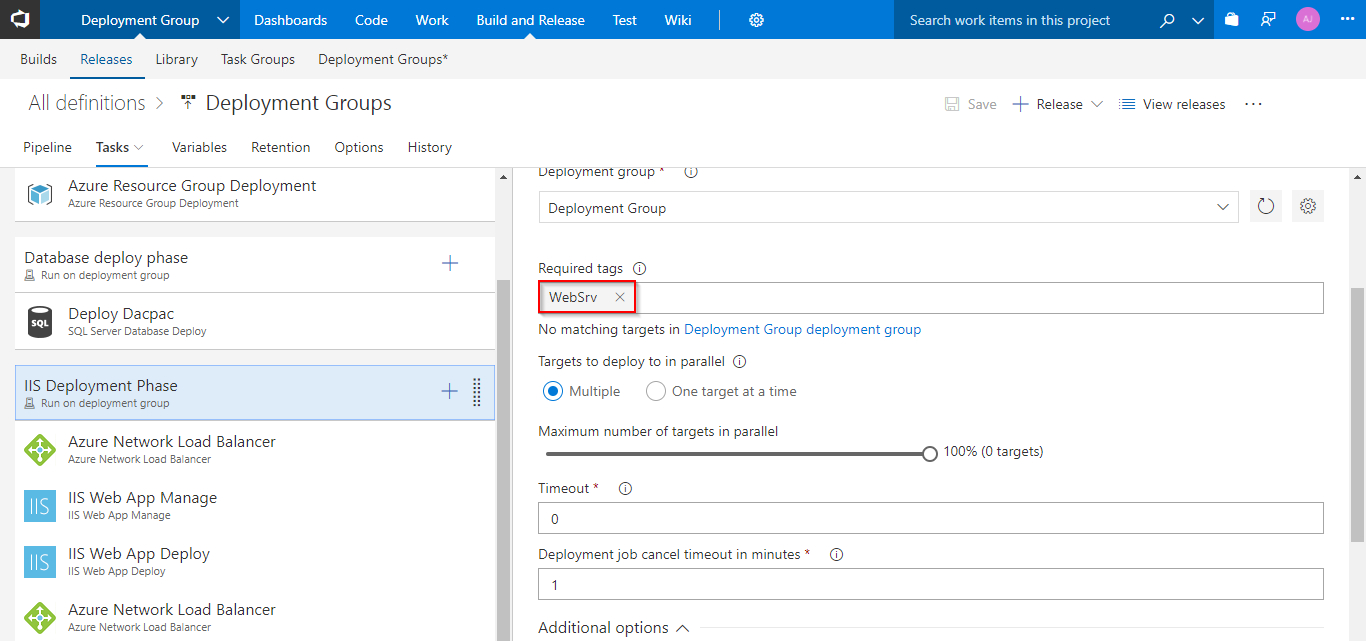 Deployment Group Dashboards Code Work Build and Release Test Wiki Search work items in this project AJ
Builds Releases Library Task Groups Deployment Groups*
All definitions > Deployment Groups Save Release View releases ...
Pipeline Tasks Variables Retention Options History
Azure Resource Group Deployment
Azure Resource Group Deployment
Database deploy phase
Run on deployment group
SQL
Deploy Dacpac
SQL Server Database Deploy
IIS Deployment Phase
Run on deployment group
Azure Network Load Balancer
Azure Network Load Balancer
IIS
IIS Web App Manage
IIS Web App Manage
IIS
IIS Web App Deploy
IIS Web App Deploy
Azure Network Load Balancer
Azure Network Load Balancer
Deployment group *
Deployment Group
Required tags
WebSrv
No matching targets in Deployment Group deployment group
Targets to deploy to in parallel
Multiple One target at a time
Maximum number of targets in parallel
100% (0 targets)
Timeout *
0
Deployment job cancel timeout in minutes *
1
Additional options